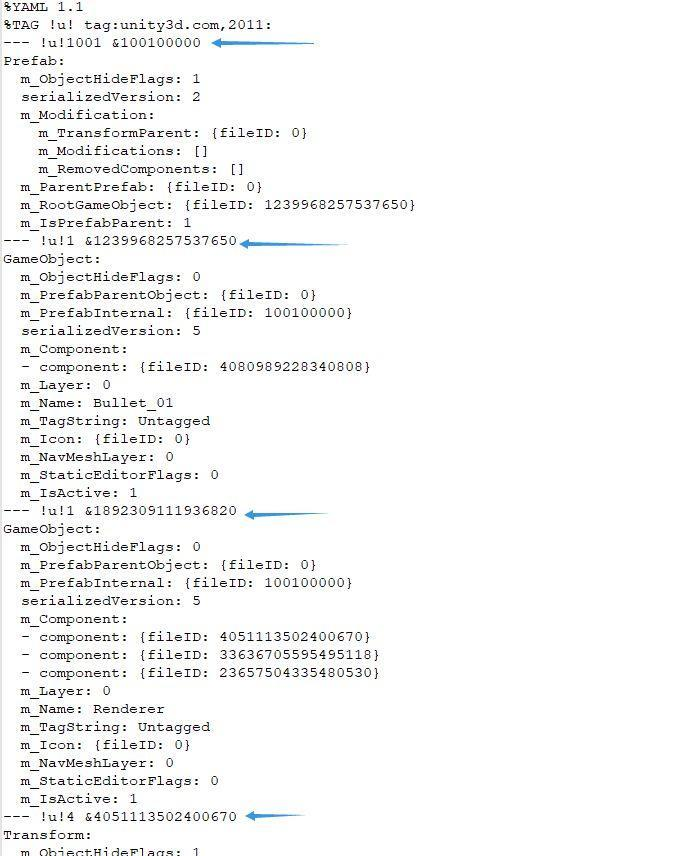 %YAML 1.1
%TAG !u! tag:unity3d.com,2011:
--- !u!1001 &100100000
Prefab:
  m_ObjectHideFlags: 1
  serializedVersion: 2
  m_Modification:
    m_TransformParent: {fileID: 0}
    m_Modifications: []
    m_RemovedComponents: []
  m_ParentPrefab: {fileID: 0}
  m_RootGameObject: {fileID: 1239968257537650}
  m_IsPrefabParent: 1
--- !u!1 &1239968257537650
GameObject:
  m_ObjectHideFlags: 0
  m_PrefabParentObject: {fileID: 0}
  m_PrefabInternal: {fileID: 100100000}
  serializedVersion: 5
  m_Component:
  - component: {fileID: 4080989228340808}
  m_Layer: 0
  m_Name: Bullet_01
  m_TagString: Untagged
  m_Icon: {fileID: 0}
  m_NavMeshLayer: 0
  m_StaticEditorFlags: 0
  m_IsActive: 1
--- !u!1 &1892309111936820
GameObject:
  m_ObjectHideFlags: 0
  m_PrefabParentObject: {fileID: 0}
  m_PrefabInternal: {fileID: 100100000}
  serializedVersion: 5
  m_Component:
  - component: {fileID: 4051113502400670}
  - component: {fileID: 33636705595495118}
  - component: {fileID: 23657504335480530}
  m_Layer: 0
  m_Name: Renderer
  m_TagString: Untagged
  m_Icon: {fileID: 0}
  m_NavMeshLayer: 0
  m_StaticEditorFlags: 0
  m_IsActive: 1
--- !u!4 &4051113502400670
Transform:
  m_ObjectHideFlags: 1